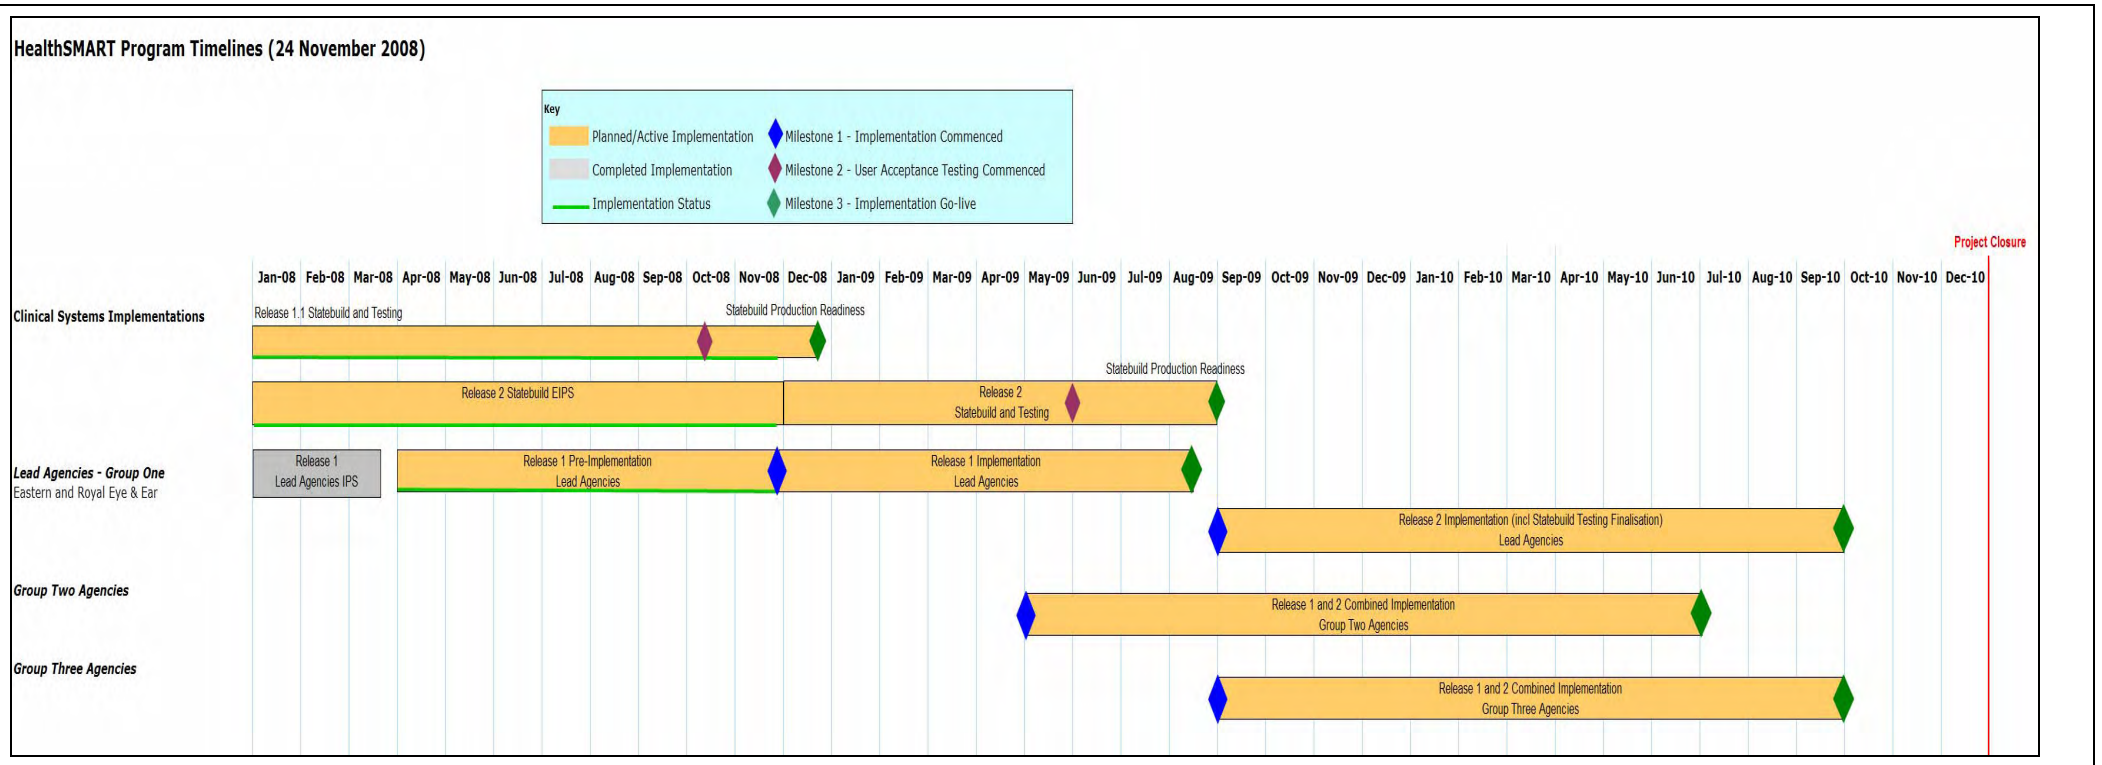 HealthSMART Program Timelines (24 November 2008)
Key
Planned/Active Implementation
Milestone 1 - Implementation Commenced
Completed Implementation
Milestone 2 - User Acceptance Testing Commenced
Implementation Status
Milestone 3 - Implementation Go-live
Project Closure
Jan-08 Feb-08 Mar-08 Apr-08 May-08 Jun-08 Jul-08 Aug-08 Sep-08 Oct-08 Nov-08 Dec-08 Jan-09 Feb-09 Mar-09 Apr-09 May-09 Jun-09 Jul-09 Aug-09 Sep-09 Oct-09 Nov-09 Dec-09 Jan-10 Feb-10 Mar-10 Apr-10 May-10 Jun-10 Jul-10 Aug-10 Sep-10 Oct-10 Nov-10 Dec-10
Clinical Systems Implementations
Release 1.1 Statebuild and Testing
Statebuild Production Readiness
Statebuild Production Readiness
Release 2 Statebuild EIPS
Release 2
Statebuild and Testing
Lead Agencies - Group One
Eastern and Royal Eye & Ear
Release 1
Lead Agencies IPS
Release 1 Pre-Implementation
Lead Agencies
Release 1 Implementation
Lead Agencies
Release 2 Implementation (incl Statebuild Testing Finalisation)
Lead Agencies
Group Two Agencies
Release 1 and 2 Combined Implementation
Group Two Agencies
Group Three Agencies
Release 1 and 2 Combined Implementation
Group Three Agencies